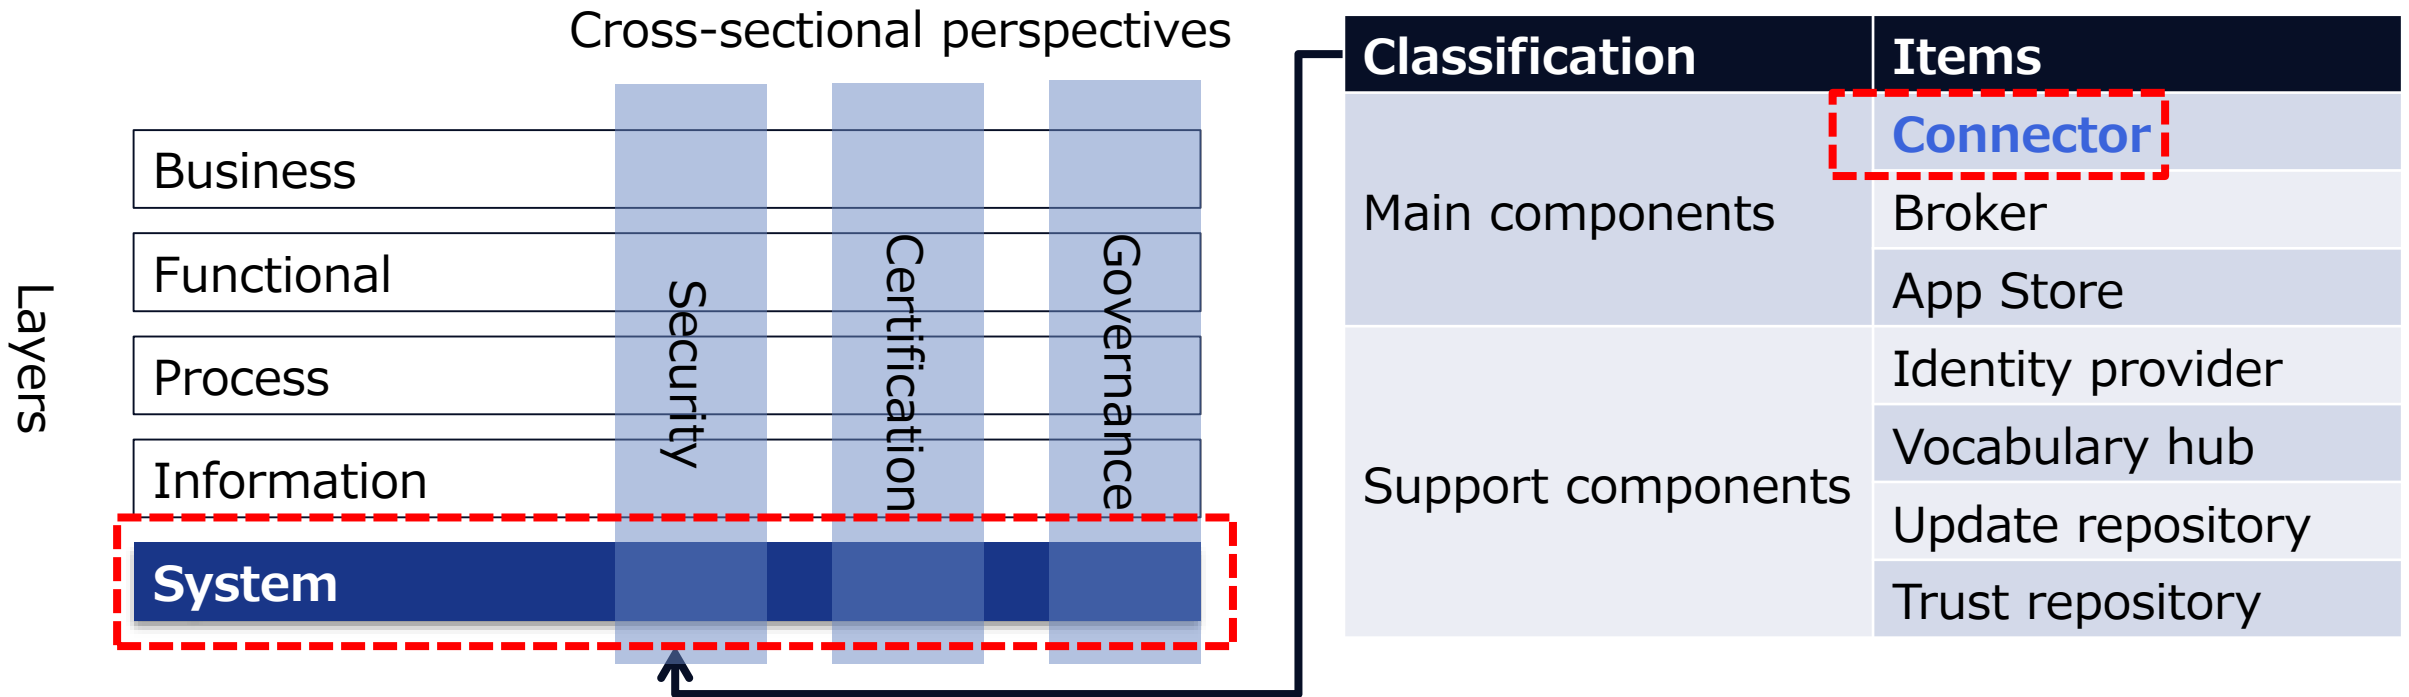 Cross-sectional perspectives
Layers
Business
Functional
Process
Information
System
Security
Certification
Governance
Classification Items
Main components
Connector
Broker
App Store
Support components
Identity provider
Vocabulary hub
Update repository
Trust repository